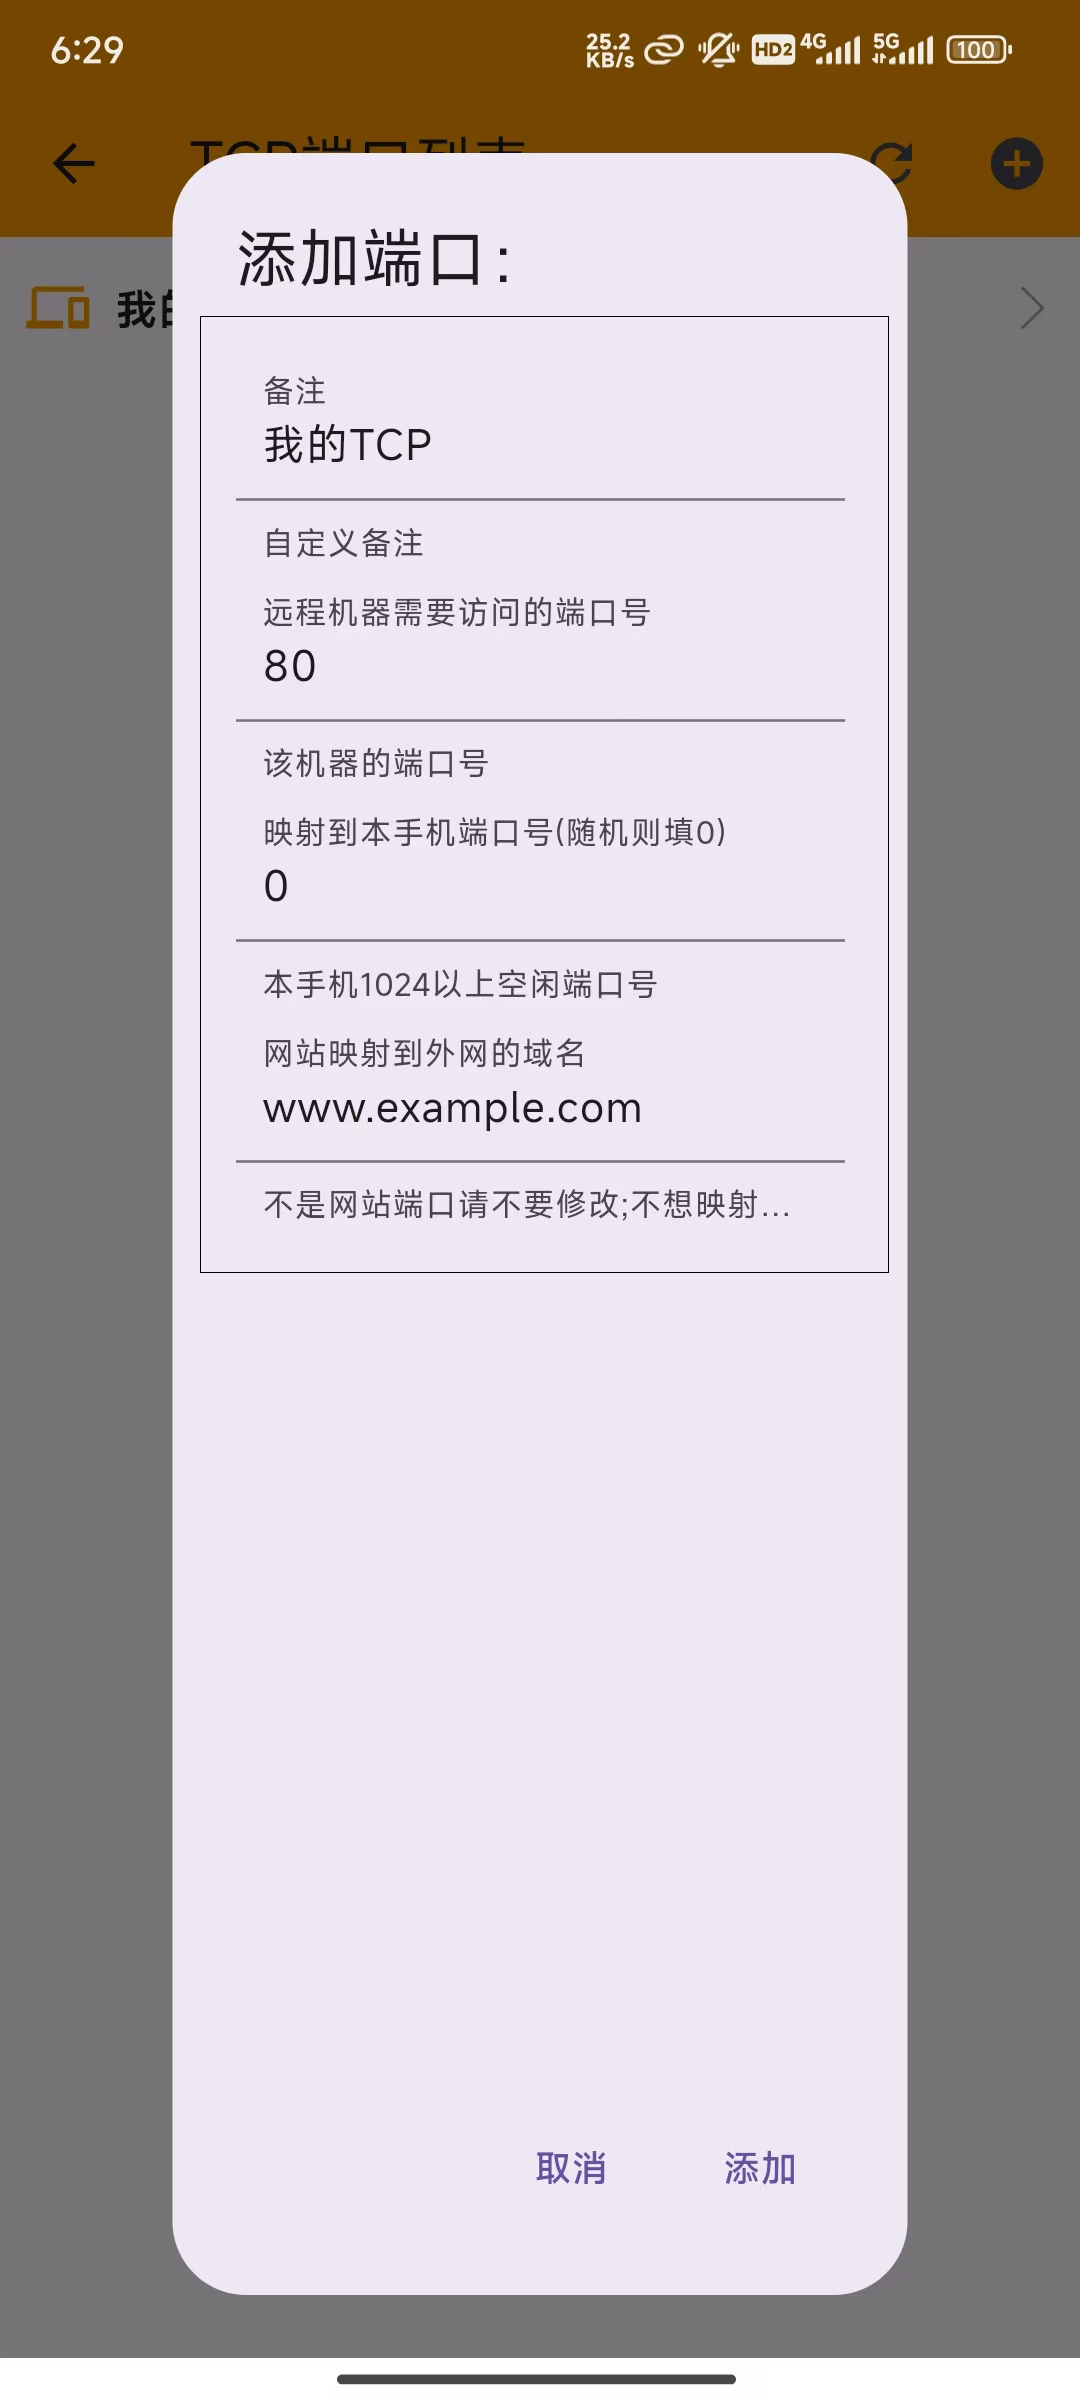 6:29
25.2
KB/s
HD2
4G
5G
100
TCP端口列表
添加端口:
我的
备注
我的TCP
自定义备注
远程机器需要访问的端口号
80
该机器的端口号
映射到本手机端口号(随机则填0)
0
本手机1024以上空闲端口号
网站映射到外网的域名
www.example.com
不是网站端口请不要修改;不想映射...
取消
添加